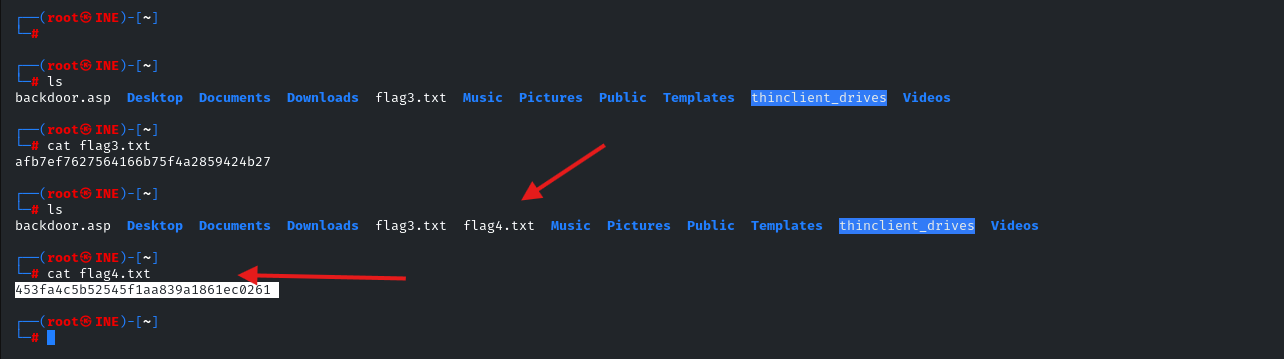 ┌──(root㉿INE)-[~]
└─#
┌──(root㉿INE)-[~]
└─# ls
backdoor.asp  Desktop  Documents  Downloads  flag3.txt  Music  Pictures  Public  Templates  thinclient_drives  Videos
┌──(root㉿INE)-[~]
└─# cat flag3.txt
afb7ef7627564166b75f4a2859424b27
┌──(root㉿INE)-[~]
└─# ls
backdoor.asp  Desktop  Documents  Downloads  flag3.txt  flag4.txt  Music  Pictures  Public  Templates  thinclient_drives  Videos
┌──(root㉿INE)-[~]
└─# cat flag4.txt
453fa4c5b52545f1aa839a1861ec0261
┌──(root㉿INE)-[~]
└─#